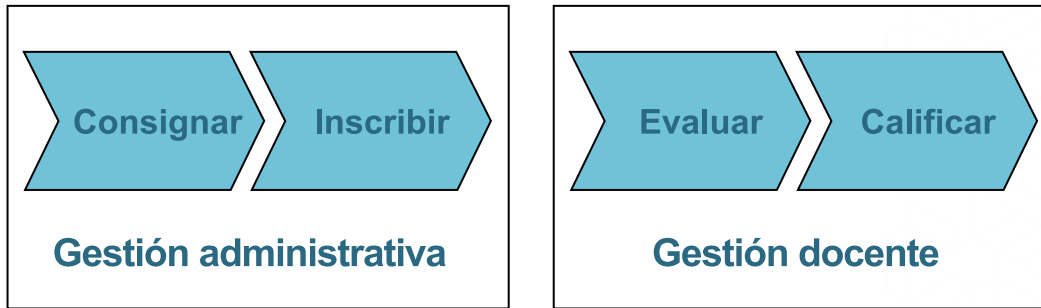 Consignar
Inscribir
Gestión administrativa
Evaluar
Calificar
Gestión docente